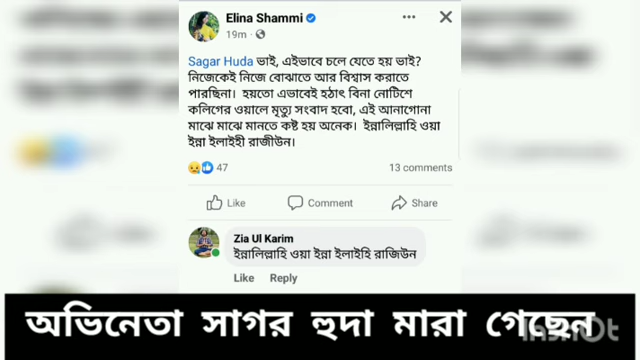 Elina Shammi
19m
Sagar Huda ভাই, এইভাবে চলে যেতে হয় ভাই?
নিজেকেই নিজে বোঝাতে আর বিশ্বাস করাতে
পারছিনা। হয়তো এভাবেই হঠাৎ বিনা নোটিশে
কলিগের ওয়ালে মৃত্যু সংবাদ হবো, এই আনাগোনা
মাঝে মাঝে মানতে কষ্ট হয় অনেক। ইন্নালিল্লাহি ওয়া
ইন্না ইলাইহী রাজীউন।
47 13 comments
Like Comment Share
Zia Ul Karim
ইন্নালিল্লাহি ওয়া ইন্না ইলাইহি রাজিউন
Like Reply
অভিনেতা সাগর হুদা মারা গেছেন
InShot